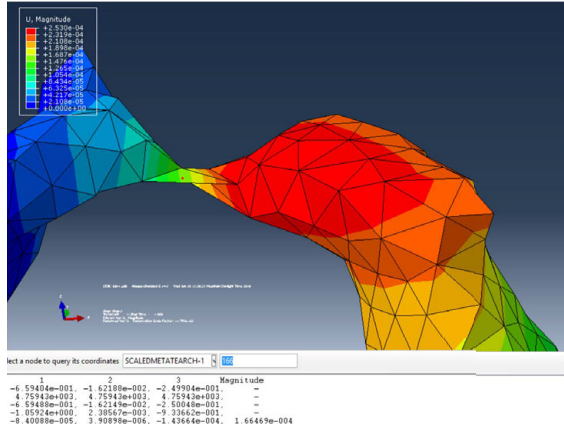 U, Magnitude
+2.530e-04
+2.319e-04
+2.108e-04
+1.898e-04
+1.687e-04
+1.476e-04
+1.265e-04
+1.054e-04
+8.434e-05
+6.325e-05
+4.217e-05
+2.108e-05
+0.000e+00
lect a node to query its coordinates SCALEDMETATEARCH-1 166
1 2 3 Magnitude
-6.59404e-001, -1.62188e-002, -2.49904e-001, -
4.75943e+003, 4.75943e+003, 4.75943e+003, -
-6.59488e-001, -1.62149e-002, -2.50048e-001, -
-1.05924e+000, 2.38567e-003, -9.33662e-001, -
-8.40088e-005, 3.90898e-006, -1.43664e-004, 1.66469e-004